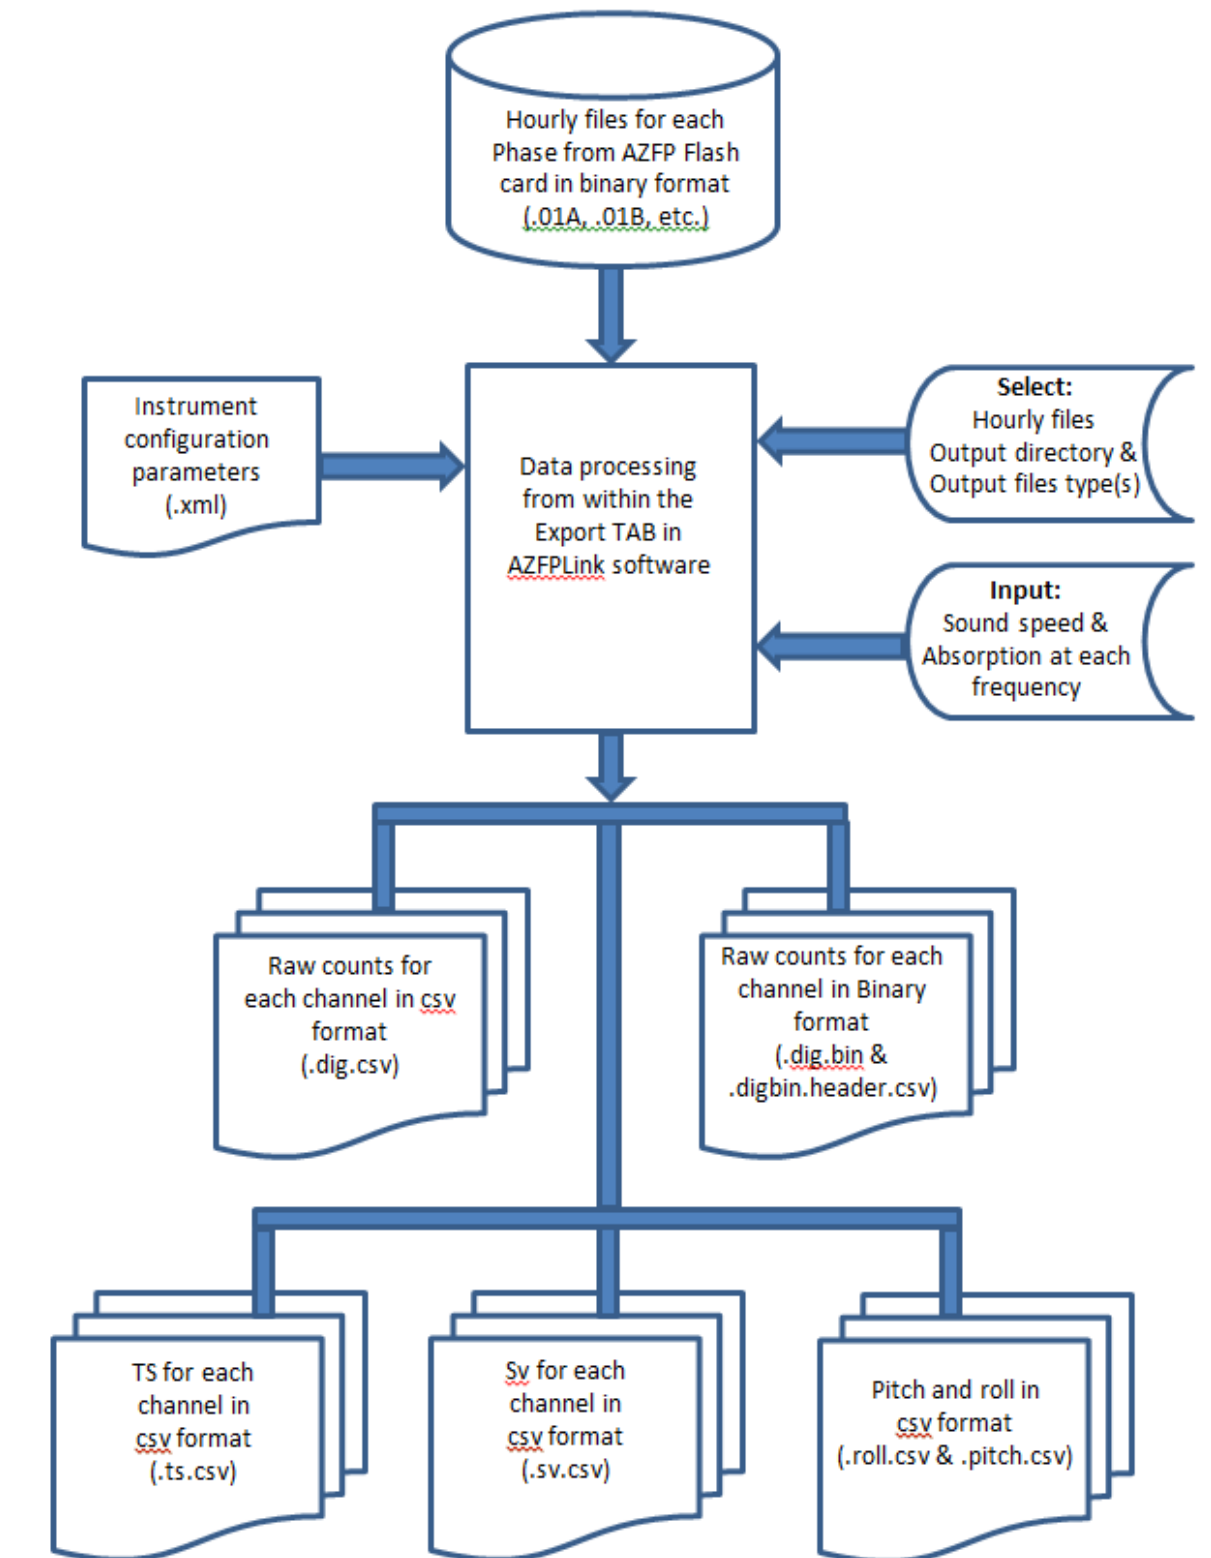 Hourly files for each
Phase from AZFP Flash
card in binary format
(.01A, .01B, etc.)
Instrument
configuration
parameters
(.xml)
Data processing
from within the
Export TAB in
AZFPLink software
Select:
Hourly files
Output directory &
Output files type(s)
Input:
Sound speed &
Absorption at each
frequency
Raw counts for
each channel in csv
format
(.dig.csv)
Raw counts for each
channel in Binary
format
(.dig.bin &
.digbin.header.csv)
TS for each
channel in
csv format
(.ts.csv)
Sv for each
channel in
csv format
(.sv.csv)
Pitch and roll in
csv format
(.roll.csv & .pitch.csv)